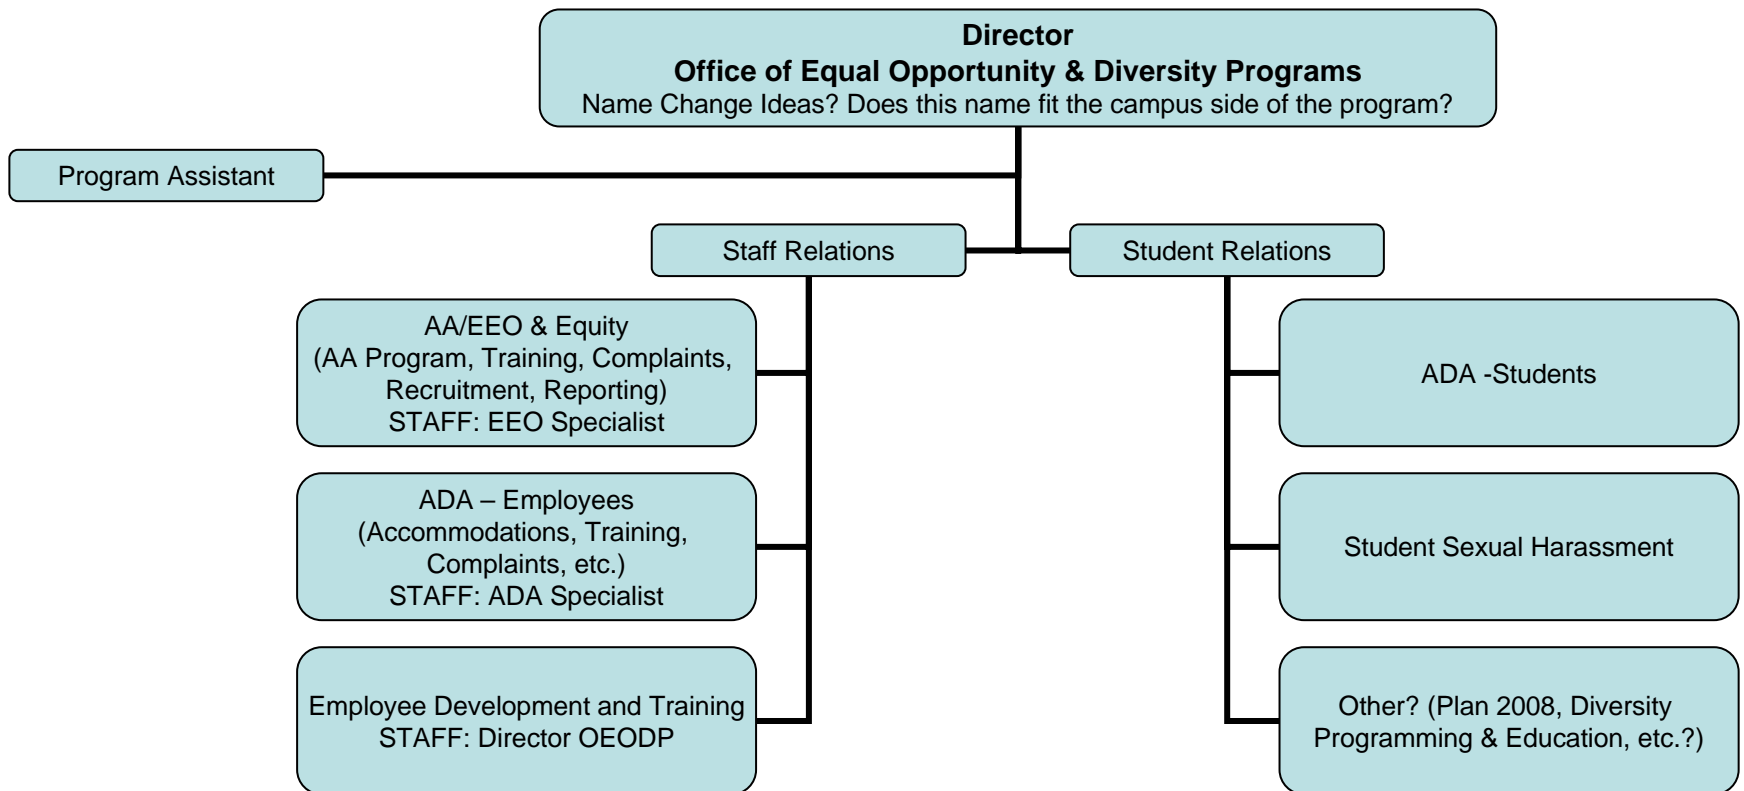 Director
Office of Equal Opportunity & Diversity Programs
Name Change Ideas? Does this name fit the campus side of the program?
Program Assistant
Staff Relations
Student Relations
AA/EEO & Equity
(AA Program, Training, Complaints,
Recruitment, Reporting)
STAFF: EEO Specialist
ADA – Employees
(Accommodations, Training,
Complaints, etc.)
STAFF: ADA Specialist
Employee Development and Training
STAFF: Director OEODP
ADA -Students
Student Sexual Harassment
Other? (Plan 2008, Diversity
Programming & Education, etc.?)